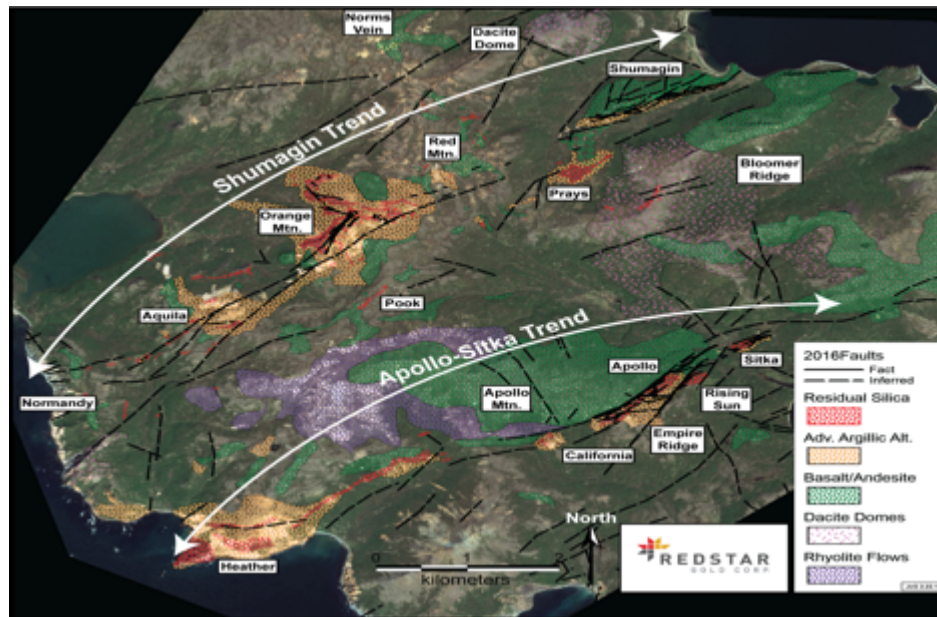 Norms
Vein
Dacite
Dome
Shumagin
Shumagin Trend
Red
Mtn.
Bloomer
Ridge
Prays
Orange
Mtn.
Pook
Aquila
Apollo-Sitka Trend
Apollo
Sitka
Normandy
Apollo
Mtn.
Rising
Sun
Empire
Ridge
California
Heather
North
0 1 2
kilometers
REDSTAR
GOLD CORP.
2016Faults
Fact
Inferred
Residual Silica
Adv. Argillic Alt.
Basalt/Andesite
Dacite Domes
Rhyolite Flows